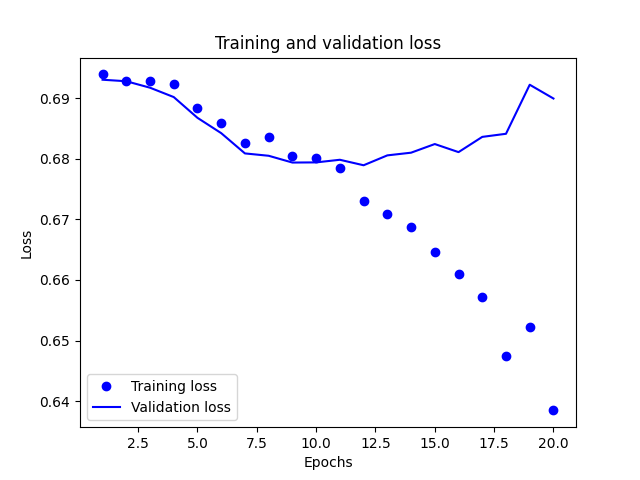 Training and validation loss
0.69
0.68
0.67
0.66
0.65
0.64
Loss
Training loss
Validation loss
2.5 5.0 7.5 10.0 12.5 15.0 17.5 20.0
Epochs